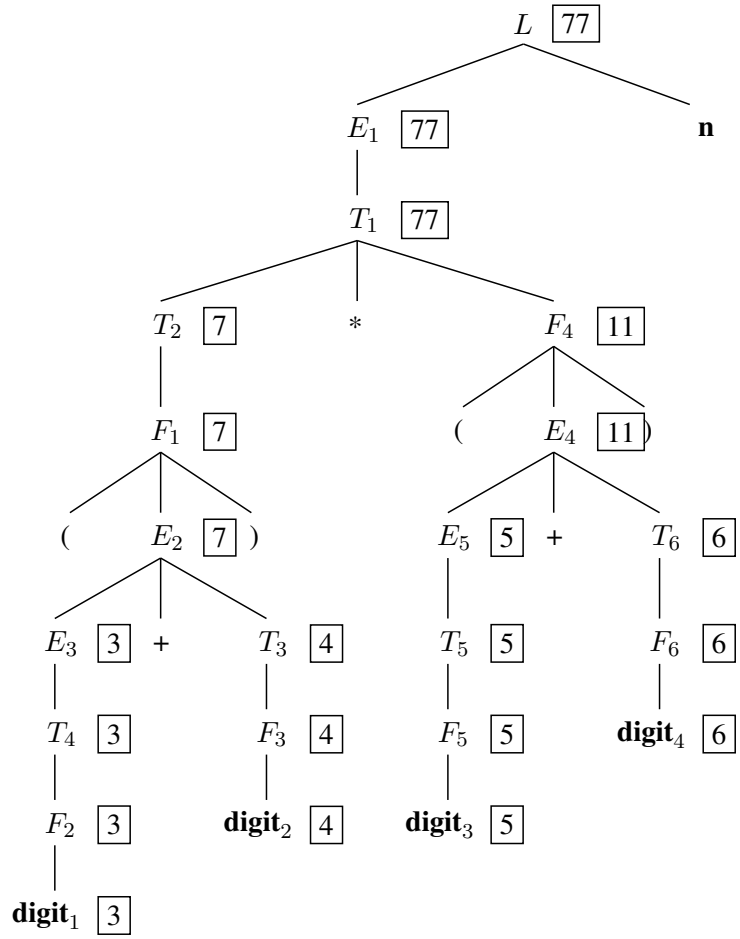 L 77
E₁ 77 n
T₁ 77
T₂ 7 * F₄ 11
F₁ 7 ( E₄ 11 )
( E₂ 7 ) E₅ 5 + T₆ 6
E₃ 3 + T₃ 4 T₅ 5 F₆ 6
T₄ 3 F₃ 4 F₅ 5 digit₄ 6
F₂ 3 digit₂ 4 digit₃ 5
digit₁ 3